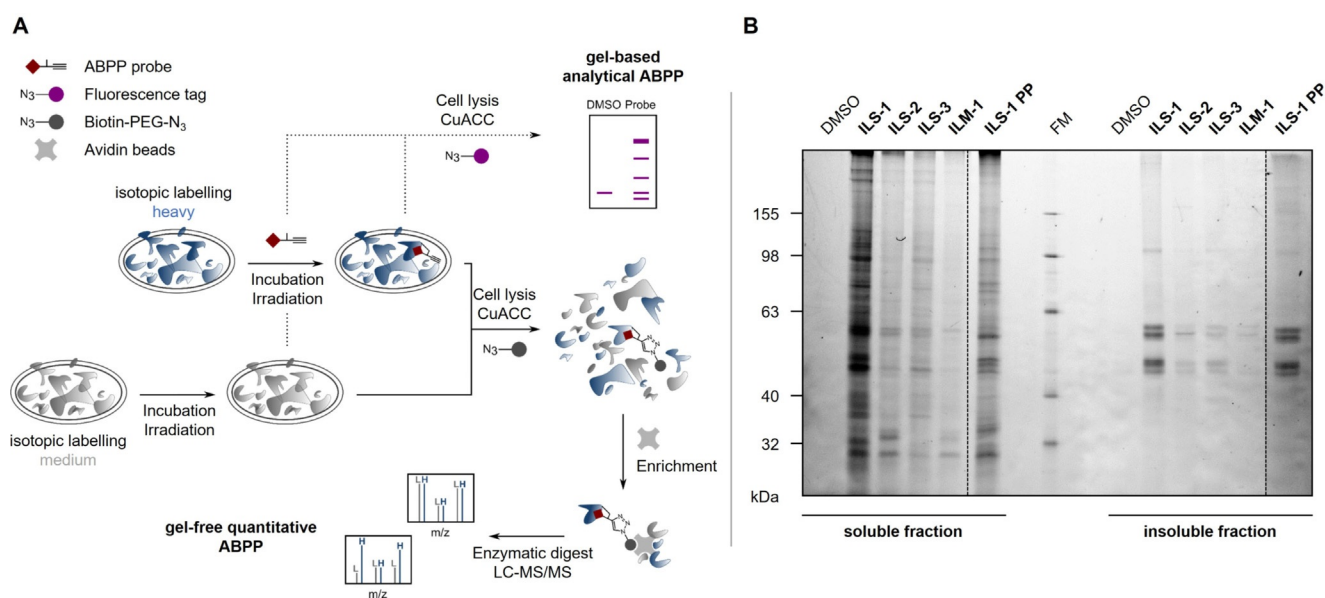 A
ABPP probe
N3 Fluorescence tag
N3 Biotin-PEG-N3
Avidin beads
gel-based
analytical ABPP
DMSO Probe
Cell lysis
CuACC
N3
isotopic labelling
heavy
Incubation
Irradiation
Cell lysis
CuACC
N3
N
N
N
isotopic labelling
medium
Incubation
Irradiation
Enrichment
gel-free quantitative
ABPP
L H L H L H
m/z
L H L H L H
m/z
Enzymatic digest
LC-MS/MS
N
N
N
B
DMSO
ILS-1
ILS-2
ILS-3
ILM-1
ILS-1 PP
FM
DMSO
ILS-1
ILS-2
ILS-3
ILM-1
ILS-1 PP
155
98
63
40
32
kDa
soluble fraction
insoluble fraction